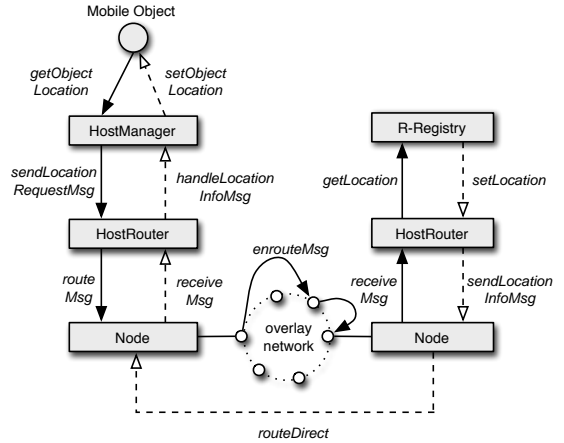 Mobile Object
getObject
Location
setObject
Location
HostManager
R-Registry
sendLocation
RequestMsg
handleLocation
InfoMsg
getLocation
setLocation
HostRouter
HostRouter
enrouteMsg
route
Msg
receive
Msg
receive
Msg
sendLocation
InfoMsg
Node
overlay
network
Node
routeDirect